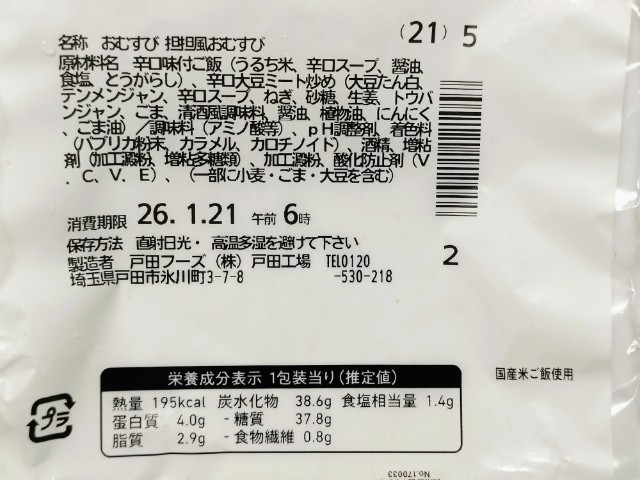 (21) 5
名称 おむすび 担担風おむすび
原材料名 辛口味付ご飯(うるち米、辛口スープ、醤油、
食塩、とうがらし)、辛口大豆ミート炒め(大豆たん白、
テンメンジャン、辛口スープ、ねぎ、砂糖、生姜、トウバ
ンジャン、ごま、清酒風調味料、醤油、植物油、にんにく
、ごま油)/調味料(アミノ酸等)、pH調整剤、着色料
(パプリカ粉末、カラメル、カロチノイド)、酒精、増粘
剤(加工澱粉、増粘多糖類)、加工澱粉、酸化防止剤(V
.C、V.E)、(一部に小麦・ごま・大豆を含む)
消費期限 26.1.21 午前 6時
保存方法 直射日光・高温多湿を避けて下さい
製造者 戸田フーズ(株)戸田工場 TEL0120
埼玉県戸田市氷川町3-7-8 -530-218
2
栄養成分表示 1包装当り(推定値)
熱量 195kcal 炭水化物 38.6g 食塩相当量 1.4g
蛋白質 4.0g -糖質 37.8g
脂質 2.9g -食物繊維 0.8g
国産米ご飯使用
プラ
No.170033